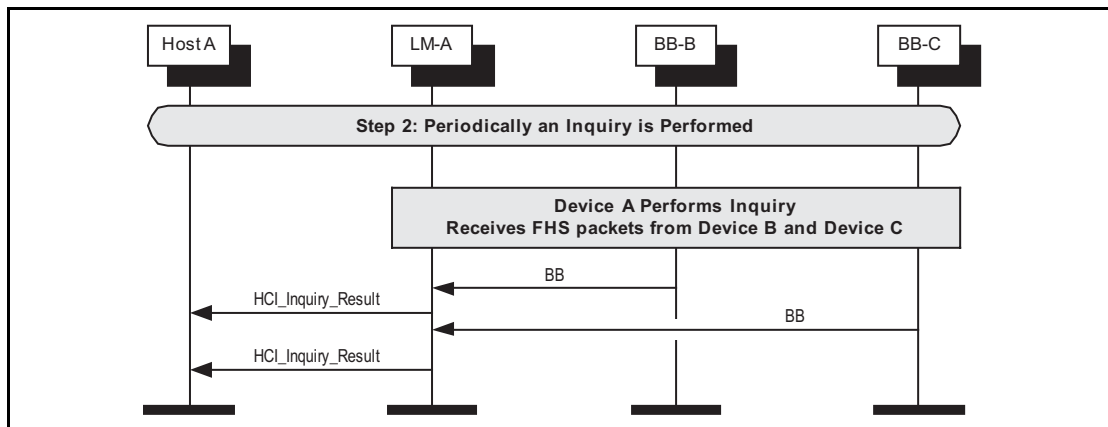 Host A
LM-A
BB-B
BB-C
Step 2: Periodically an Inquiry is Performed
Device A Performs Inquiry
Receives FHS packets from Device B and Device C
BB
HCI_Inquiry_Result
BB
HCI_Inquiry_Result